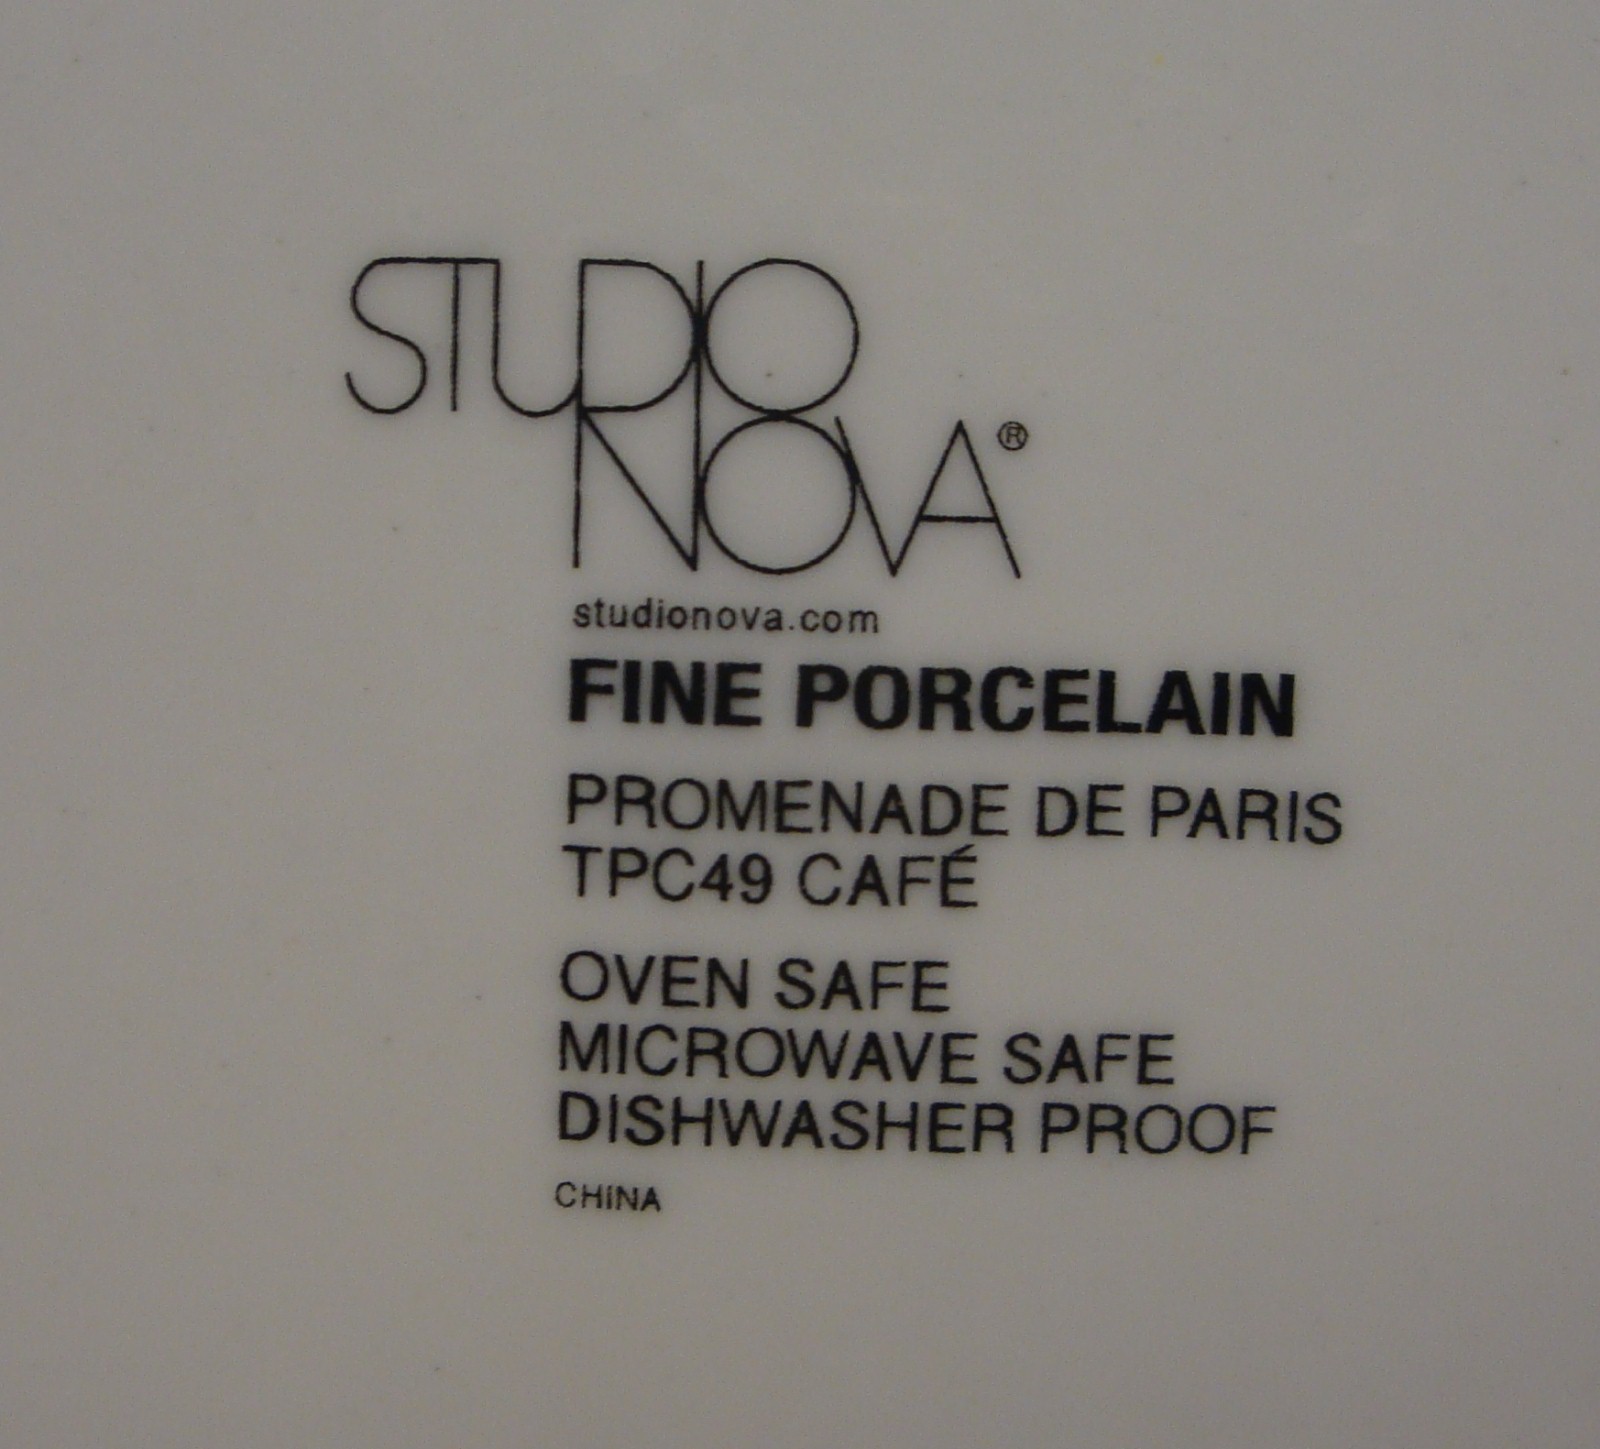 STUDIO
NOVA®
studionova.com
FINE PORCELAIN
PROMENADE DE PARIS
TPC49 CAFÉ
OVEN SAFE
MICROWAVE SAFE
DISHWASHER PROOF
CHINA